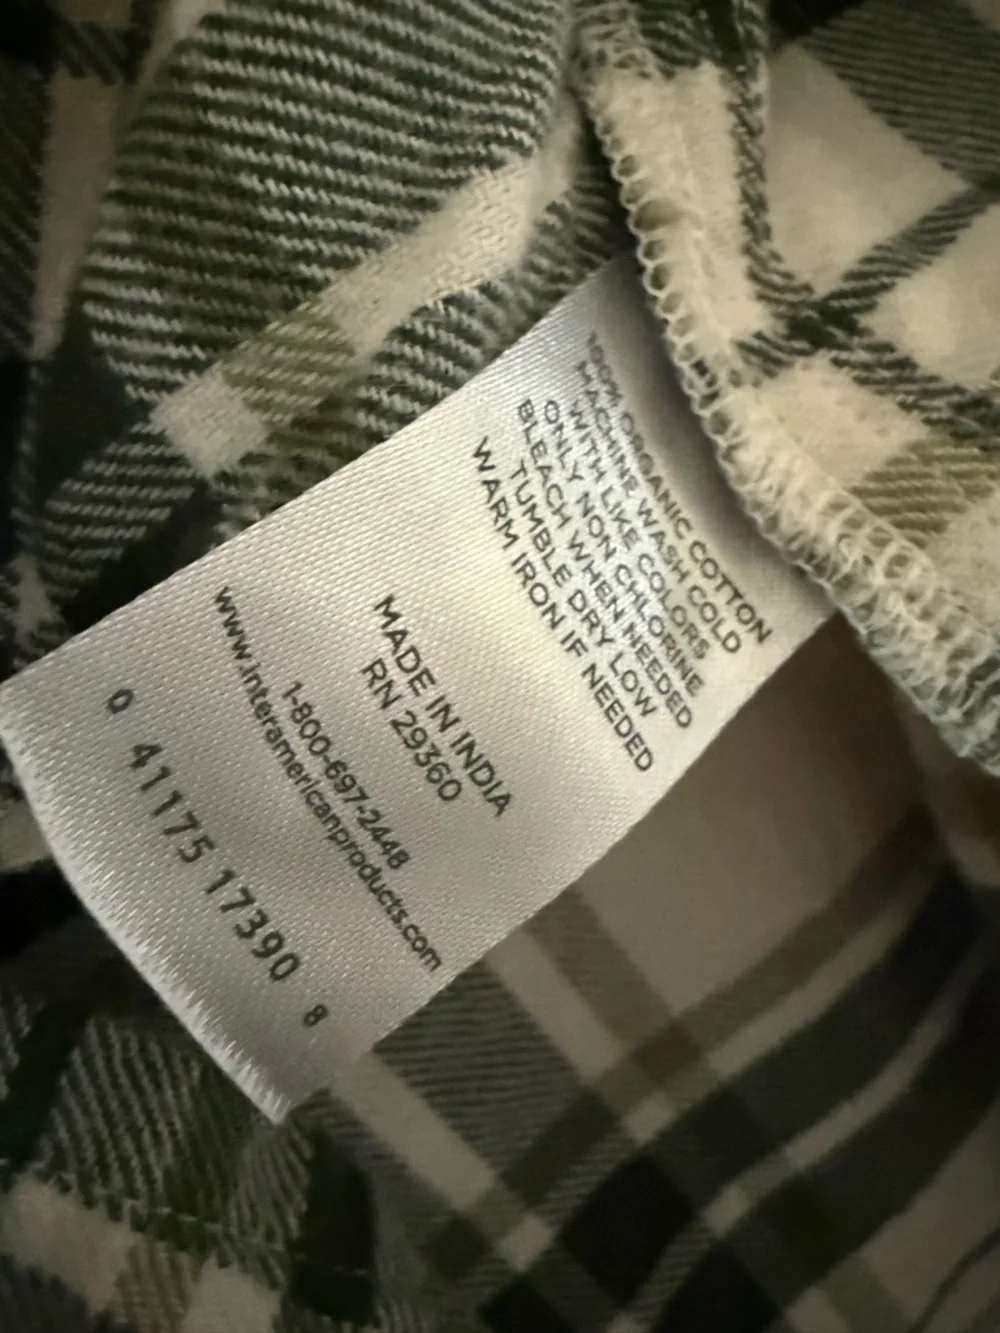 100% ORGANIC COTTON
MACHINE WASH COLD
WITH LIKE COLORS
ONLY NON CHLORINE
BLEACH WHEN NEEDED
TUMBLE DRY LOW
WARM IRON IF NEEDED
MADE IN INDIA
RN 29360
1-800-697-2448
www.interamericanproducts.com
0 41175 17390 8